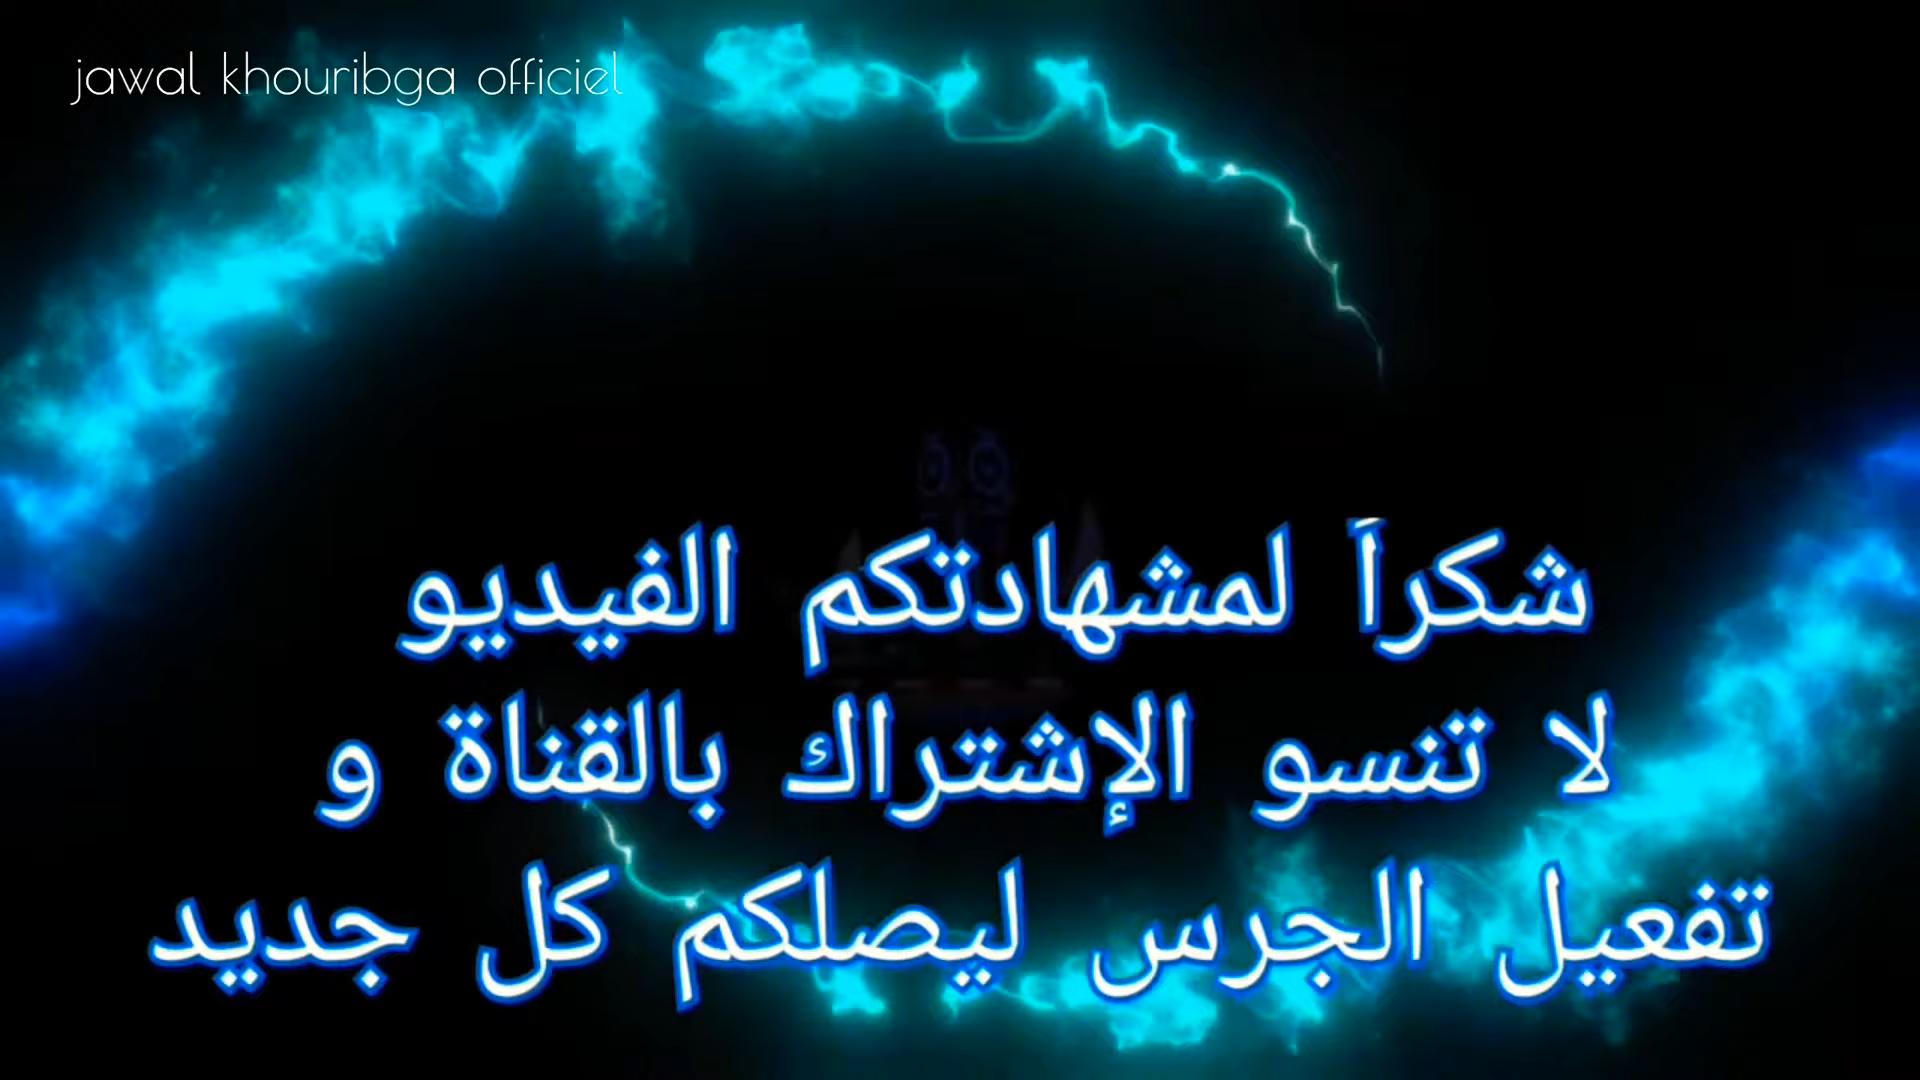 jawal khouribga officiel
شكراً لمشهادتكم الفيديو
لا تنسو الإشتراك بالقناة و
تفعيل الجرس ليصلكم كل جديد